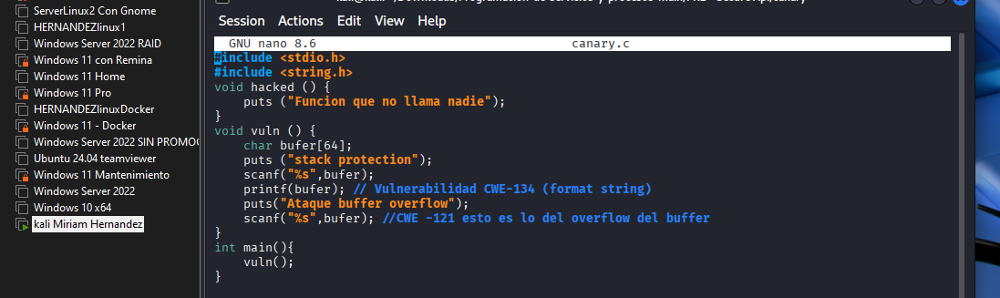 ServerLinux2 Con Gnome
HERNANDEZlinux1
Windows Server 2022 RAID
Windows 11 con Remina
Windows 11 Home
Windows 11 Pro
HERNANDEZlinuxDocker
Windows 11 - Docker
Windows Server 2022 SIN PROMOC
Ubuntu 24.04 teamviewer
Windows 11 Mantenimiento
Windows Server 2022
Windows 10 x64
kali Miriam Hernandez
Session Actions Edit View Help
GNU nano 8.6 canary.c
#include <stdio.h>
#include <string.h>
void hacked () {
    puts ("Funcion que no llama nadie");
}
void vuln () {
    char bufer[64];
    puts ("stack protection");
    scanf("%s",bufer);
    printf(bufer); // Vulnerabilidad CWE-134 (format string)
    puts("Ataque buffer overflow");
    scanf("%s",bufer); //CWE -121 esto es lo del overflow del buffer
}
int main(){
    vuln();
}